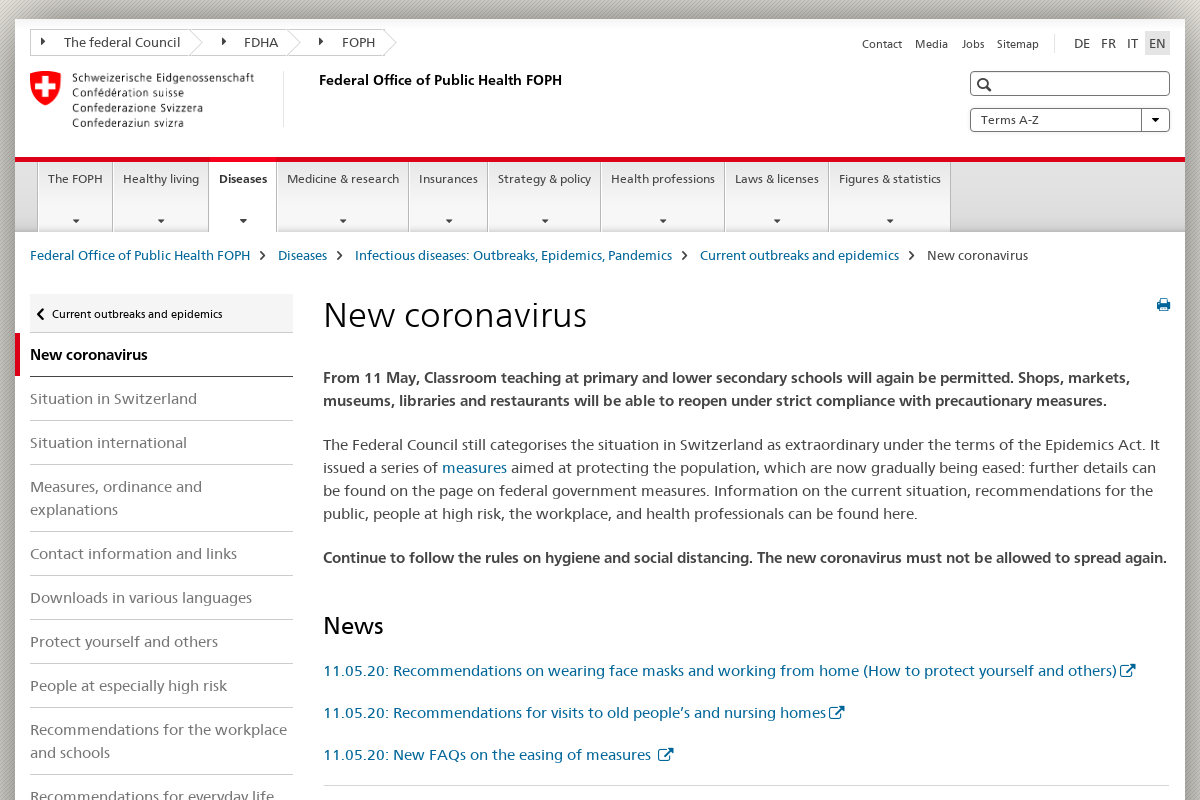 The federal Council
FDHA
FOPH
Contact
Media
Jobs
Sitemap
DE
FR
IT
EN
Schweizerische Eidgenossenschaft
Confédération suisse
Confederazione Svizzera
Confederaziun svizra
Federal Office of Public Health FOPH
Terms A-Z
The FOPH
Healthy living
Diseases
Medicine & research
Insurances
Strategy & policy
Health professions
Laws & licenses
Figures & statistics
Federal Office of Public Health FOPH
Diseases
Infectious diseases: Outbreaks, Epidemics, Pandemics
Current outbreaks and epidemics
New coronavirus
Current outbreaks and epidemics
New coronavirus
Situation in Switzerland
Situation international
Measures, ordinance and
explanations
Contact information and links
Downloads in various languages
Protect yourself and others
People at especially high risk
Recommendations for the workplace
and schools
Recommendations for everyday life
New coronavirus
From 11 May, Classroom teaching at primary and lower secondary schools will again be permitted. Shops, markets,
museums, libraries and restaurants will be able to reopen under strict compliance with precautionary measures.
The Federal Council still categorises the situation in Switzerland as extraordinary under the terms of the Epidemics Act. It
issued a series of measures aimed at protecting the population, which are now gradually being eased: further details can
be found on the page on federal government measures. Information on the current situation, recommendations for the
public, people at high risk, the workplace, and health professionals can be found here.
Continue to follow the rules on hygiene and social distancing. The new coronavirus must not be allowed to spread again.
News
11.05.20: Recommendations on wearing face masks and working from home (How to protect yourself and others)
11.05.20: Recommendations for visits to old people’s and nursing homes
11.05.20: New FAQs on the easing of measures